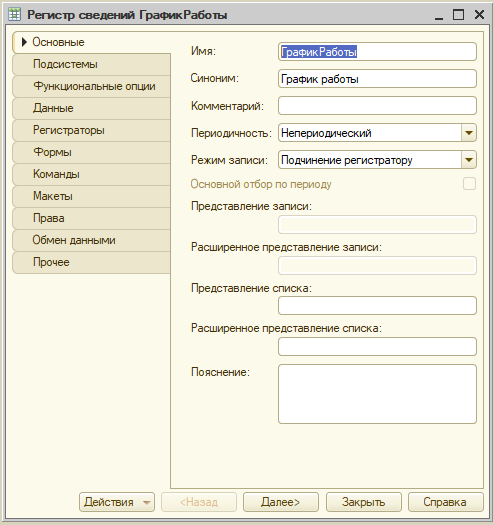 Регистр сведений ГрафикРаботы
Основные
Подсистемы
Функциональные опции
Данные
Регистраторы
Формы
Команды
Макеты
Права
Обмен данными
Прочее
Имя: ГрафикРаботы
Синоним: График работы
Комментарий:
Периодичность: Непериодический
Режим записи: Подчинение регистратору
Основной отбор по периоду
Представление записи:
Расширенное представление записи:
Представление списка:
Расширенное представление списка:
Пояснение:
Действия <Назад Далее> Закрыть Справка